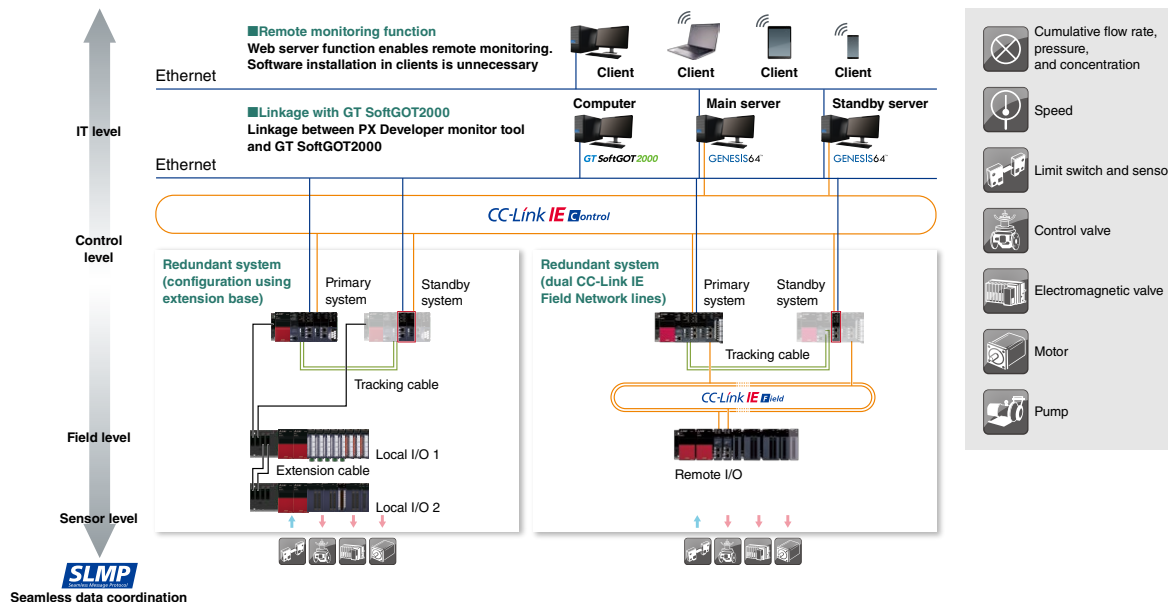 ■Remote monitoring function
Web server function enables remote monitoring.
Software installation in clients is unnecessary
Ethernet
Client
Client
Client
Client
■Linkage with GT SoftGOT2000
Linkage between PX Developer monitor tool
and GT SoftGOT2000
Ethernet
Computer
Main server
Standby server
GT SoftGOT2000
GENESIS64™
GENESIS64™
CC-Link IE Control
IT level
Control
level
Field level
Sensor level
SLMP
Seamless Message Protocol
Seamless data coordination
Redundant system
(configuration using
extension base)
Primary
system
Standby
system
Tracking cable
Local I/O 1
Extension cable
Local I/O 2
Redundant system
(dual CC-Link IE
Field Network lines)
Primary
system
Standby
system
Tracking cable
CC-Link IE Field
Remote I/O
Cumulative flow rate,
pressure,
and concentration
Speed
Limit switch and senso
Control valve
Electromagnetic valve
Motor
Pump